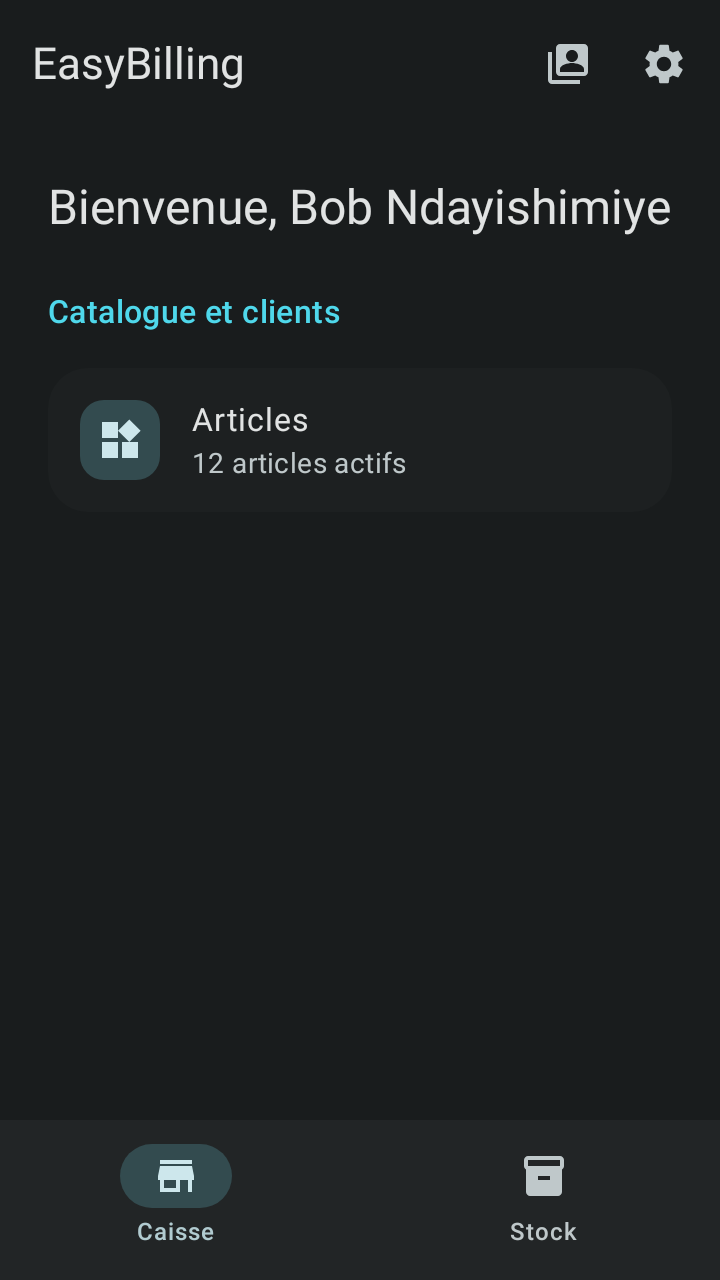 EasyBilling
Bienvenue, Bob Ndayishimiye
Catalogue et clients
Articles
12 articles actifs
Caisse
Stock